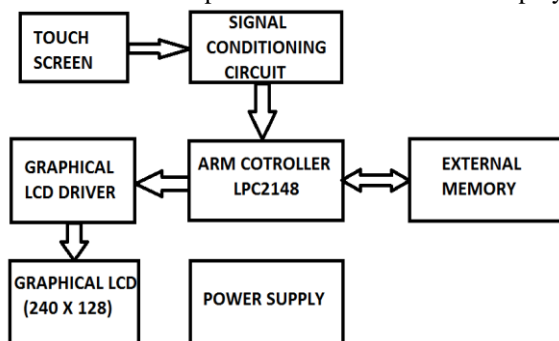 TOUCH
SCREEN
SIGNAL
CONDITIONING
CIRCUIT
GRAPHICAL
LCD DRIVER
ARM COTROLLER
LPC2148
EXTERNAL
MEMORY
GRAPHICAL LCD
(240 X 128)
POWER SUPPLY